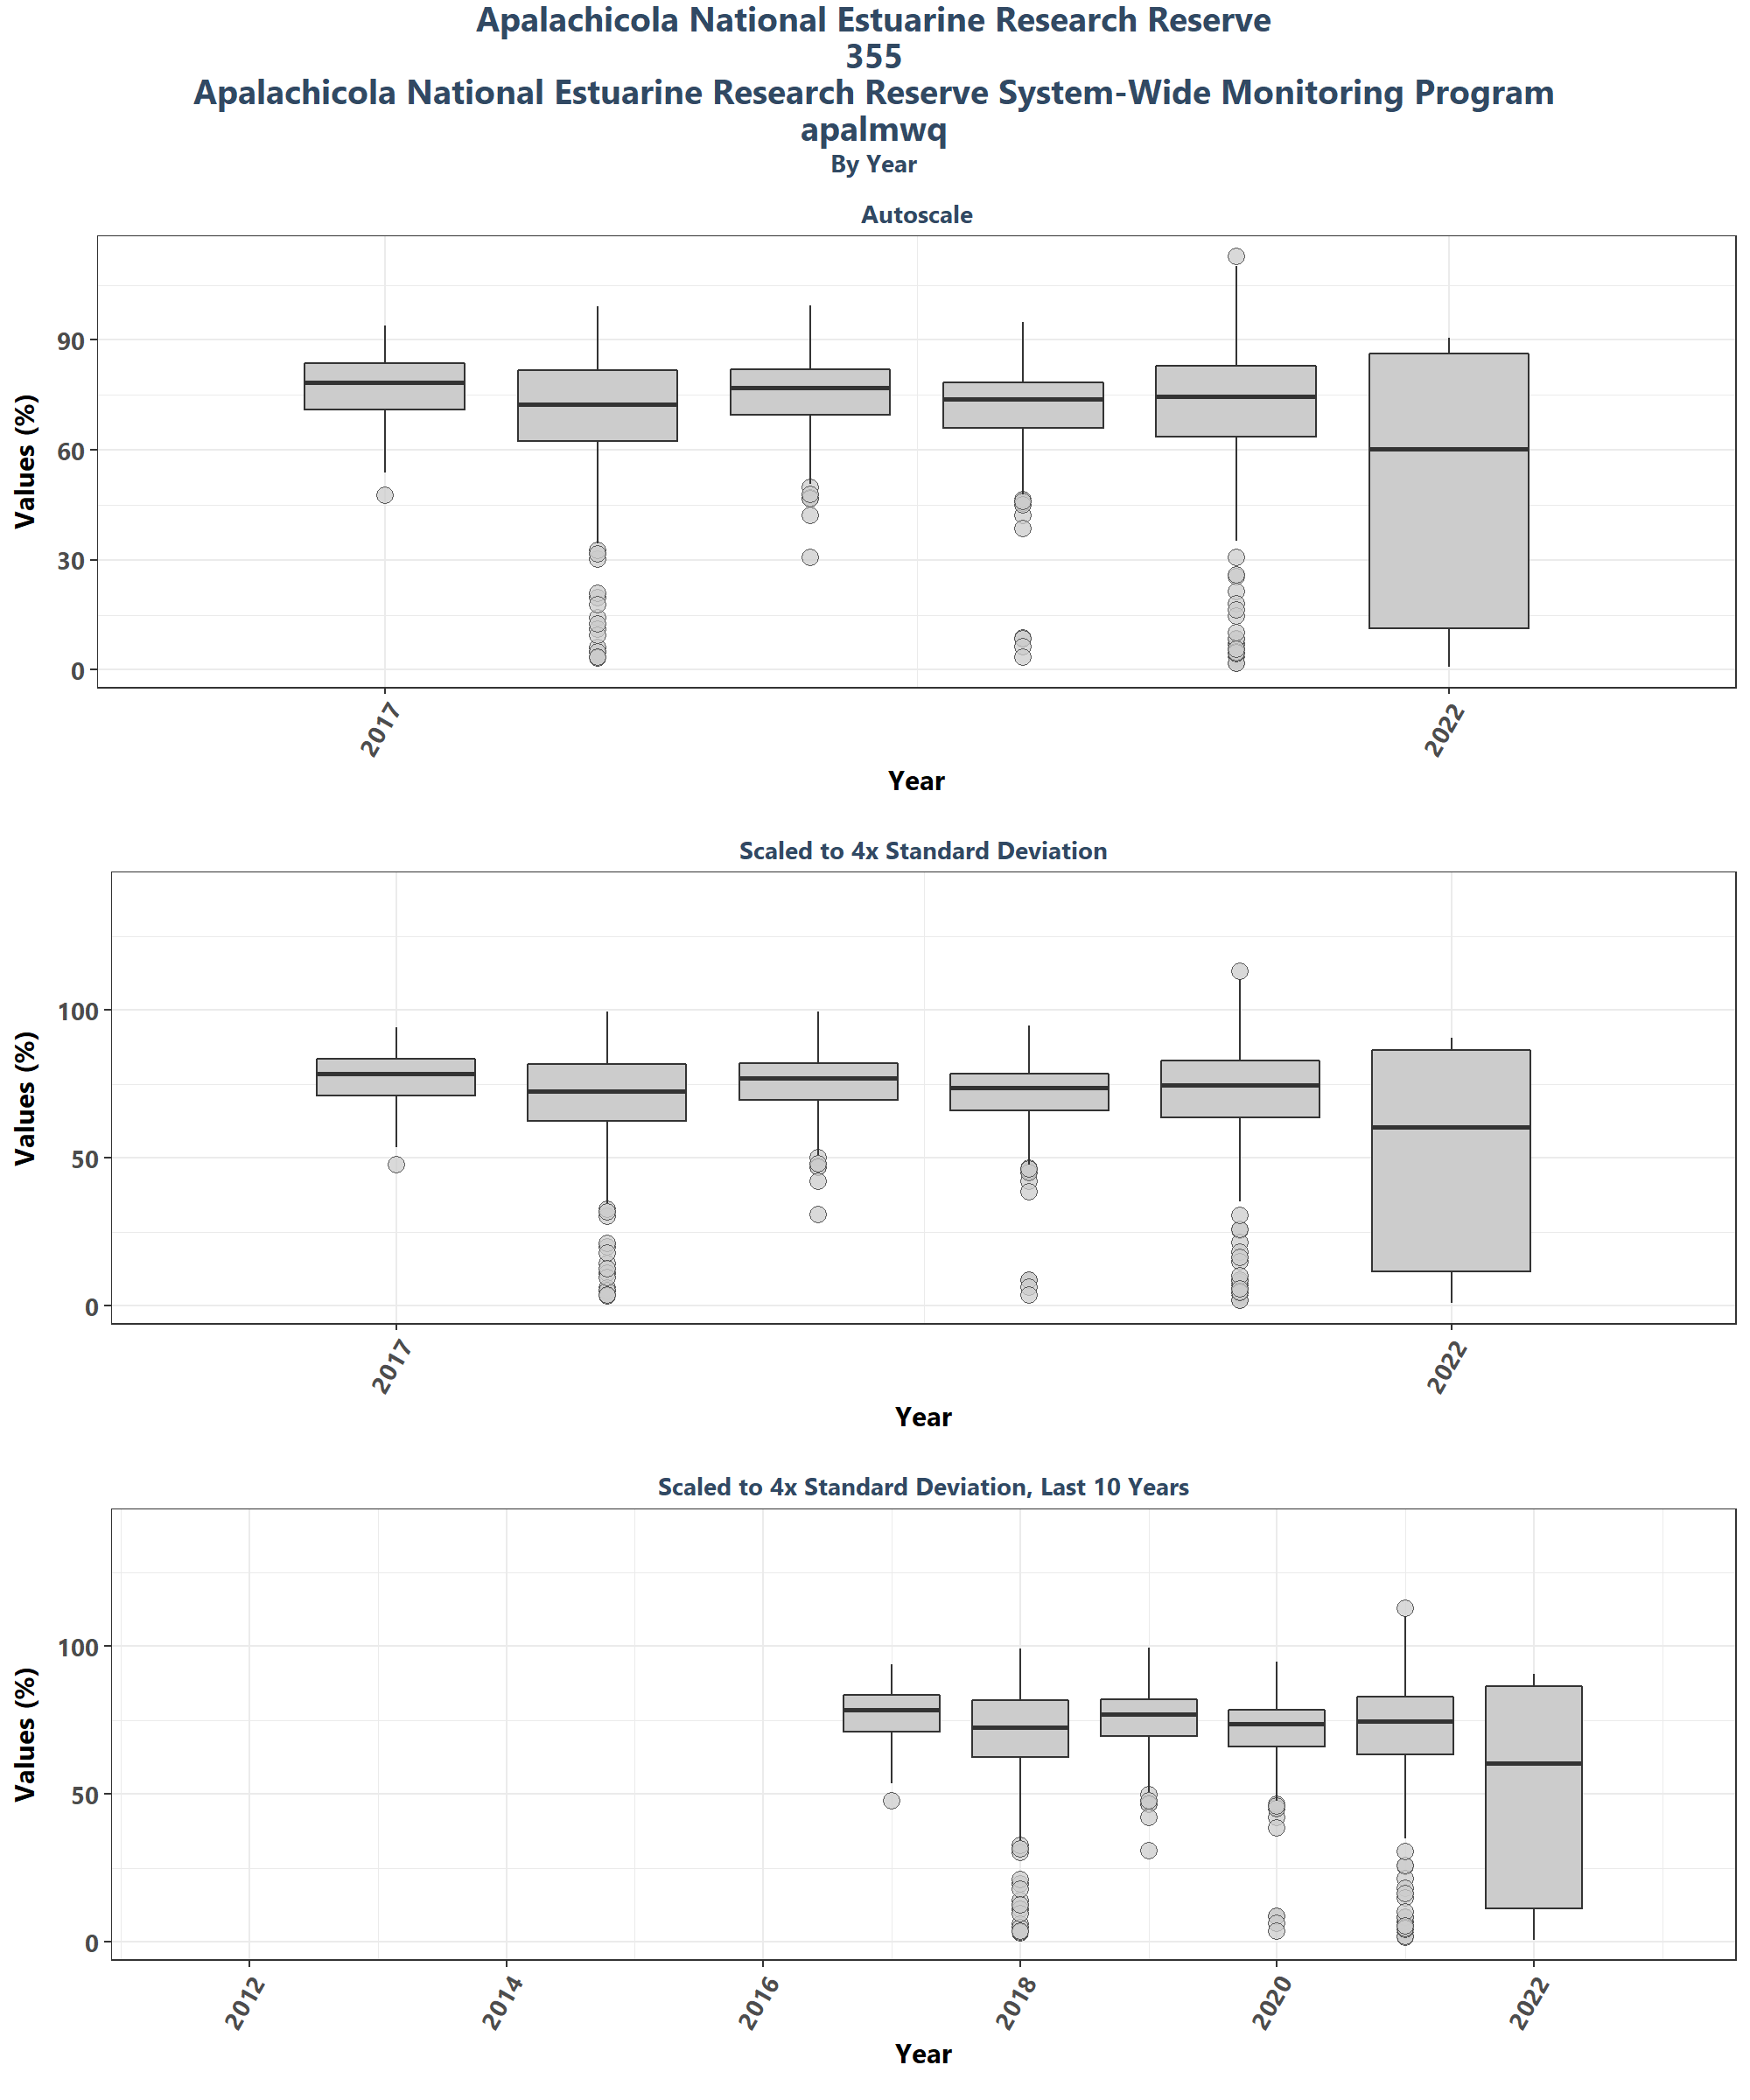 Apalachicola National Estuarine Research Reserve
355
Apalachicola National Estuarine Research Reserve System-Wide Monitoring Program
apalmwq
By Year
Autoscale
Values (%)
90
60
30
0
2017
2022
Year
Scaled to 4x Standard Deviation
Values (%)
100
50
0
2017
2022
Year
Scaled to 4x Standard Deviation, Last 10 Years
Values (%)
100
50
0
2012
2014
2016
2018
2020
2022
Year